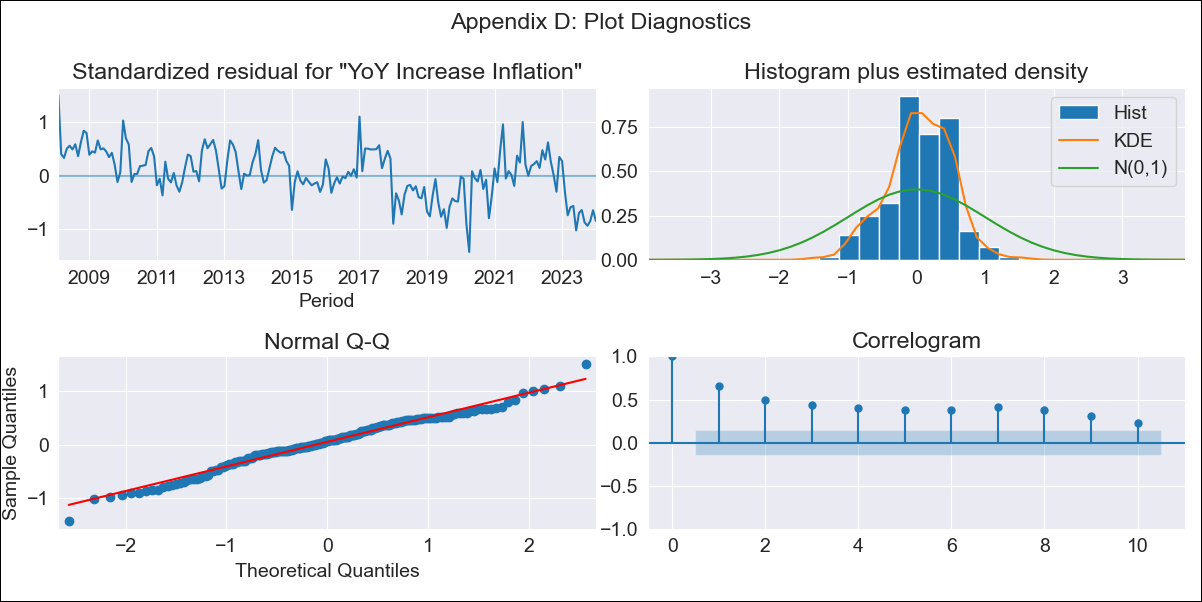 Appendix D: Plot Diagnostics
Standardized residual for "YoY Increase Inflation"
1
0
−1
2009 2011 2013 2015 2017 2019 2021 2023
Period
Histogram plus estimated density
0.75
0.50
0.25
0.00
−3 −2 −1 0 1 2 3
Hist
KDE
N(0,1)
Normal Q-Q
Sample Quantiles
1
0
−1
−2 −1 0 1 2
Theoretical Quantiles
Correlogram
1.0
0.5
0.0
−0.5
−1.0
0 2 4 6 8 10